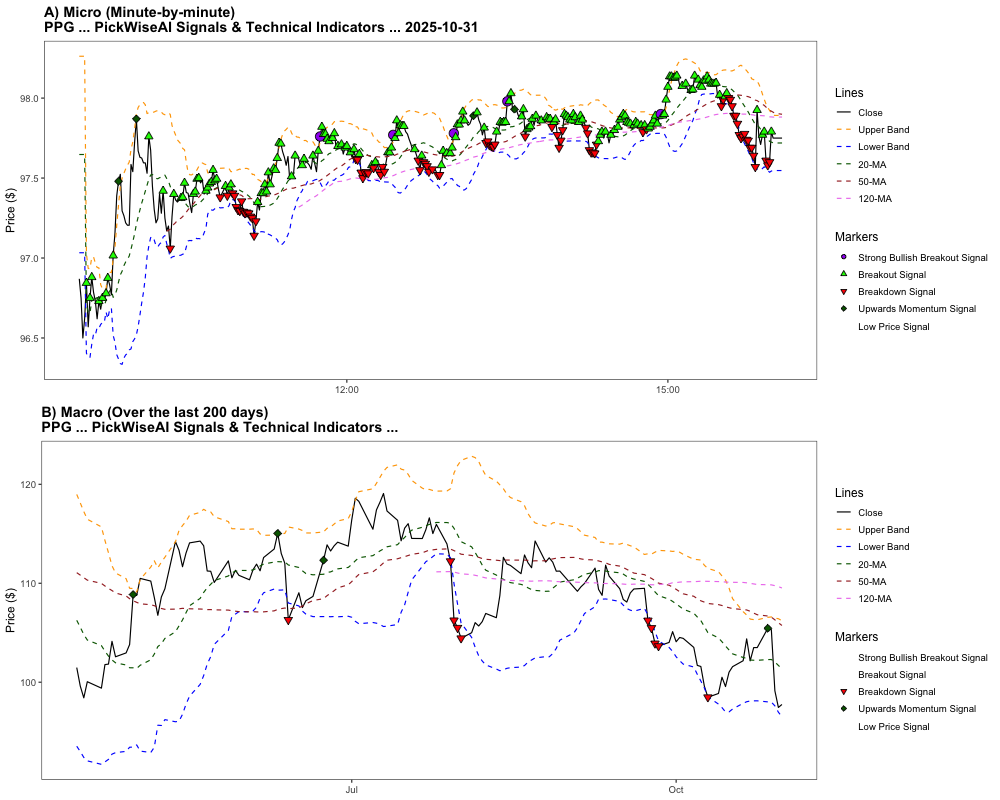 A) Micro (Minute-by-minute)
PPG ... PickWiseAI Signals & Technical Indicators ... 2025-10-31
Price ($)
98.0
97.5
97.0
96.5
12:00
15:00
Lines
Close
Upper Band
Lower Band
20-MA
50-MA
120-MA
Markers
Strong Bullish Breakout Signal
Breakout Signal
Breakdown Signal
Upwards Momentum Signal
Low Price Signal
B) Macro (Over the last 200 days)
PPG ... PickWiseAI Signals & Technical Indicators ...
Price ($)
120
110
100
Jul
Oct
Lines
Close
Upper Band
Lower Band
20-MA
50-MA
120-MA
Markers
Strong Bullish Breakout Signal
Breakout Signal
Breakdown Signal
Upwards Momentum Signal
Low Price Signal